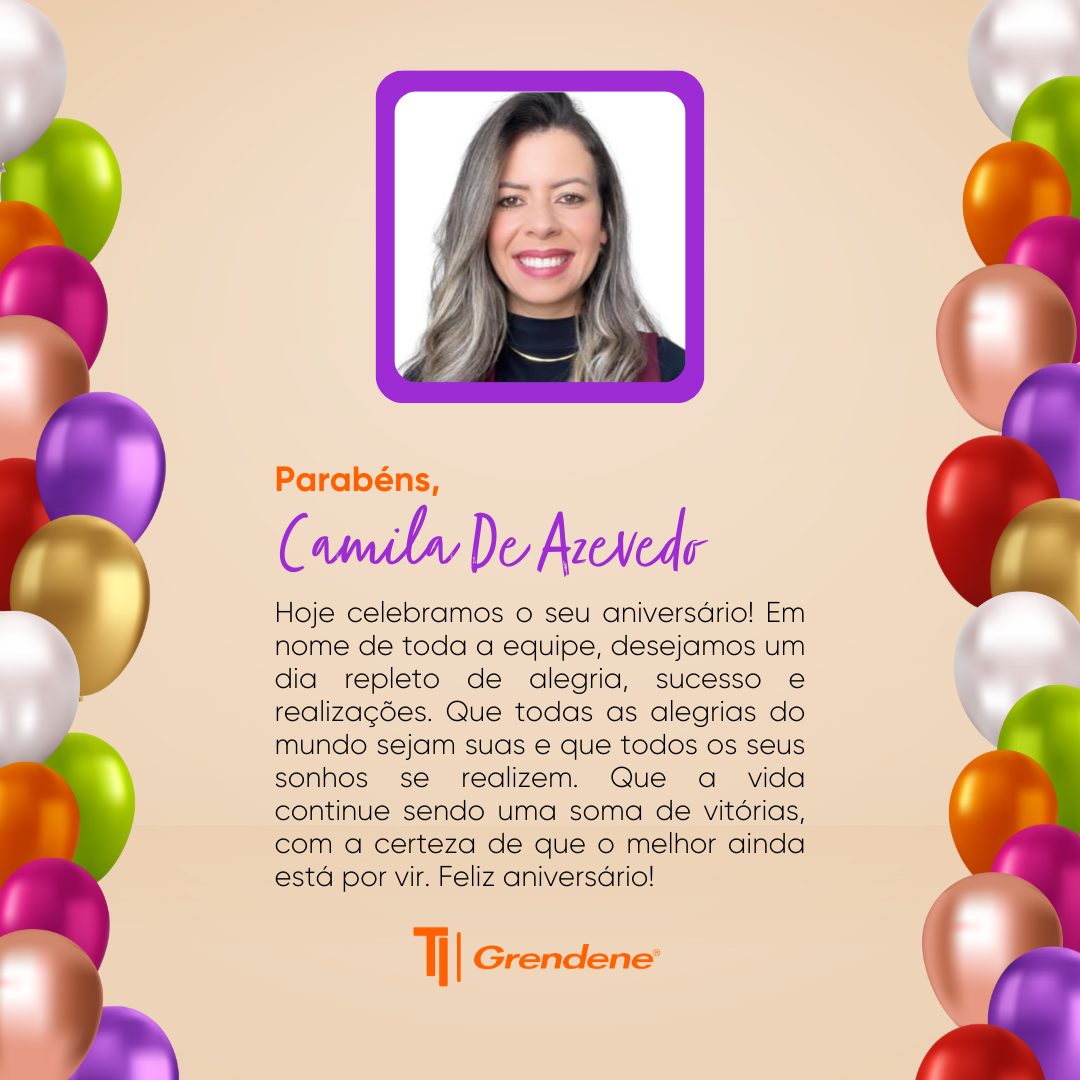 Parabéns,
Camila De Azevedo
Hoje celebramos o seu aniversário! Em
nome de toda a equipe, desejamos um
dia repleto de alegria, sucesso e
realizações. Que todas as alegrias do
mundo sejam suas e que todos os seus
sonhos se realizem. Que a vida
continue sendo uma soma de vitórias,
com a certeza de que o melhor ainda
está por vir. Feliz aniversário!
TI | Grendene®